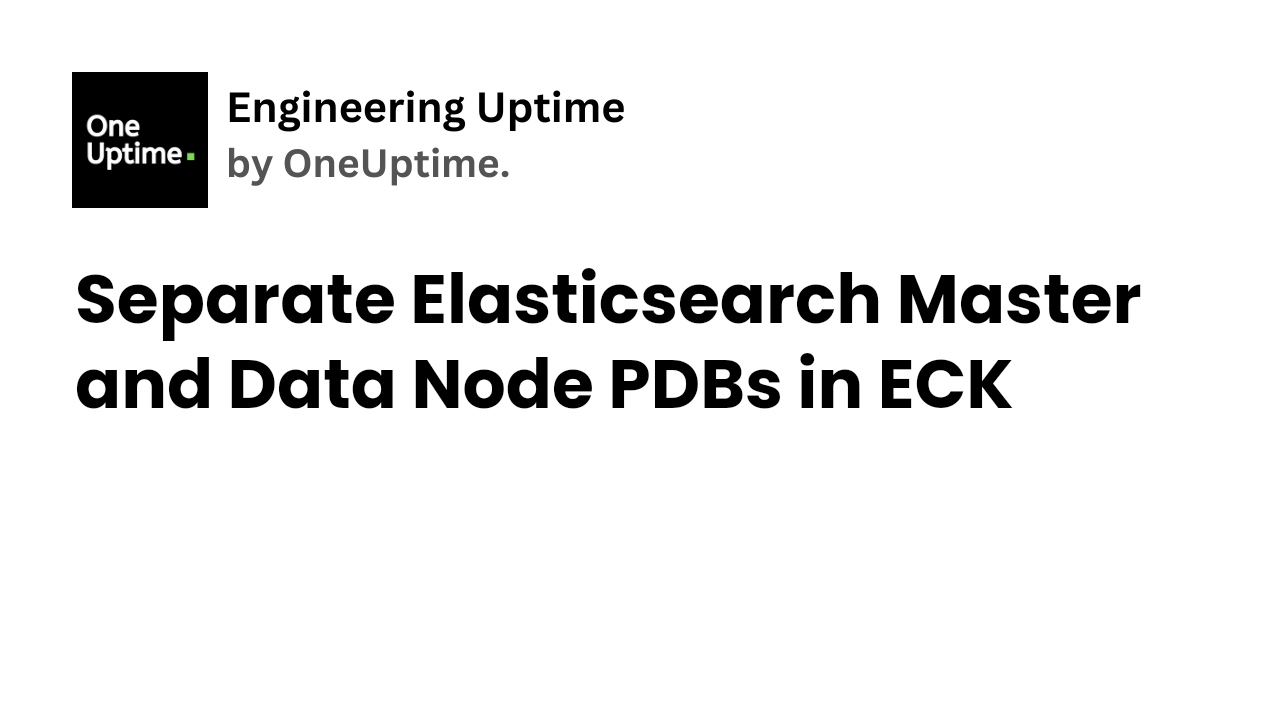 One
Uptime
Engineering Uptime
by OneUptime.
Separate Elasticsearch Master
and Data Node PDBs in ECK